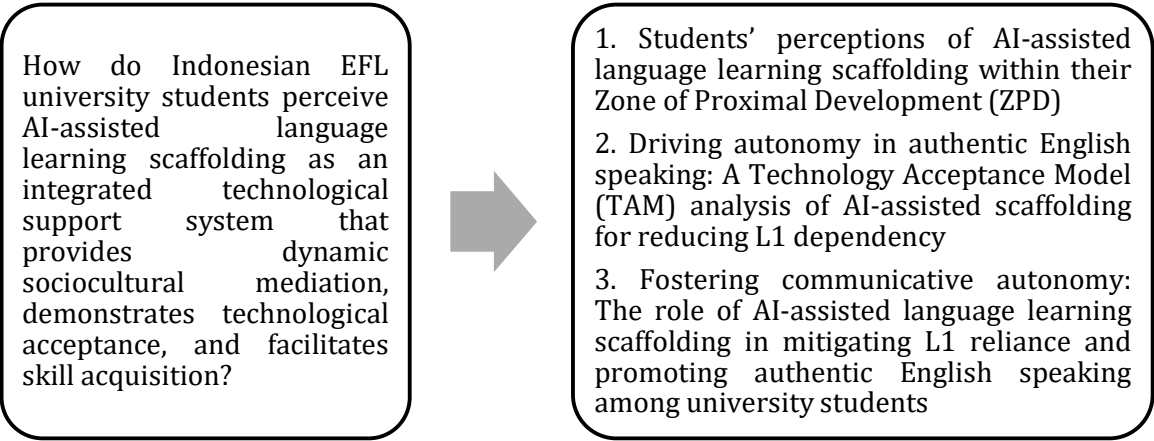 How do Indonesian EFL
university students perceive
AI-assisted language
learning scaffolding as an
integrated technological
support system that
provides dynamic
sociocultural mediation,
demonstrates technological
acceptance, and facilitates
skill acquisition?
1. Students’ perceptions of AI-assisted
language learning scaffolding within their
Zone of Proximal Development (ZPD)
2. Driving autonomy in authentic English
speaking: A Technology Acceptance Model
(TAM) analysis of AI-assisted scaffolding
for reducing L1 dependency
3. Fostering communicative autonomy:
The role of AI-assisted language learning
scaffolding in mitigating L1 reliance and
promoting authentic English speaking
among university students